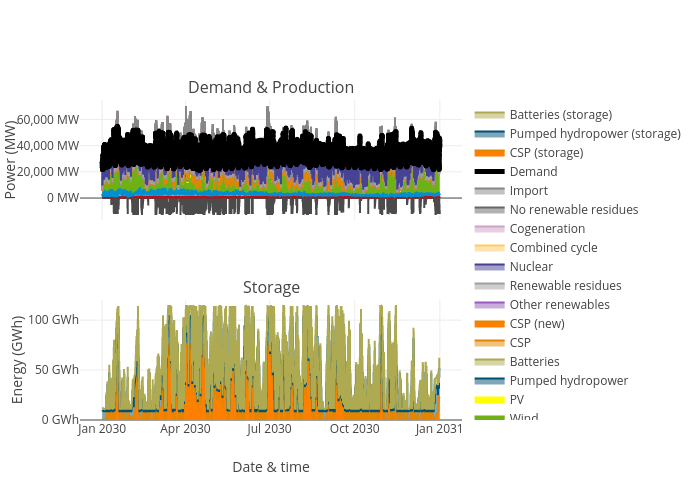 Demand & Production
Power (MW)
60,000 MW
40,000 MW
20,000 MW
0 MW
Storage
Energy (GWh)
100 GWh
50 GWh
0 GWh
Jan 2030
Apr 2030
Jul 2030
Oct 2030
Jan 2031
Date & time
Batteries (storage)
Pumped hydropower (storage)
CSP (storage)
Demand
Import
No renewable residues
Cogeneration
Combined cycle
Nuclear
Renewable residues
Other renewables
CSP (new)
CSP
Batteries
Pumped hydropower
PV
Wind